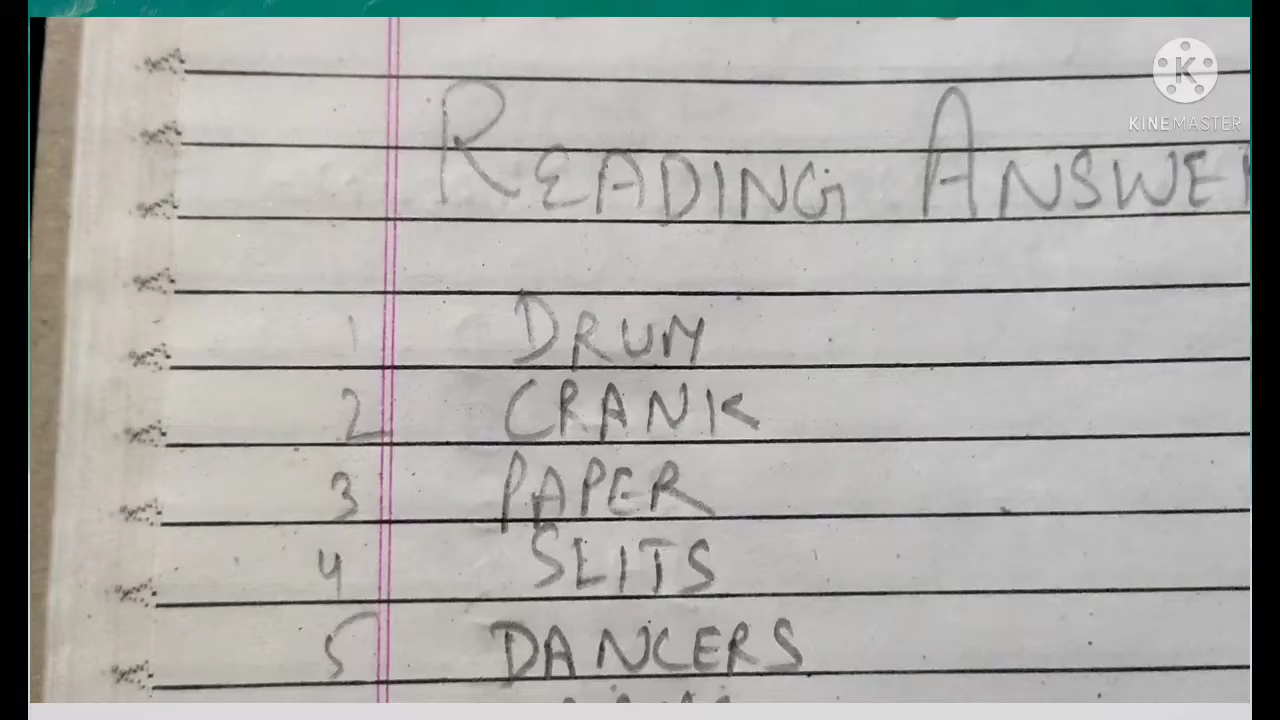 READING ANSWE
1 DRUM
2 CRANK
3 PAPER
4 SLITS
5 DANCERS
K
KINEMASTER